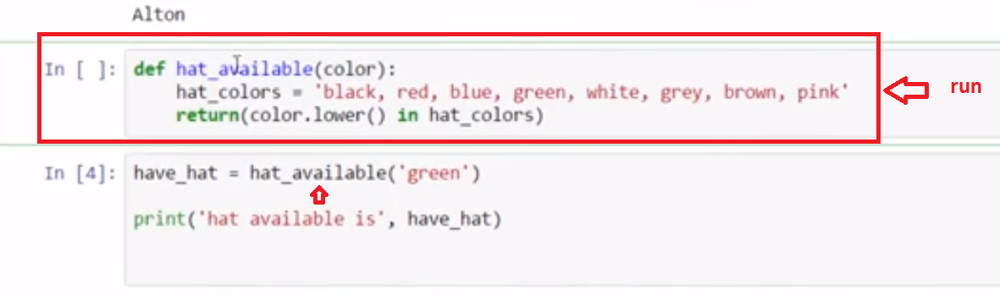 Alton
In [ ]: def hat_available(color):
hat_colors = 'black, red, blue, green, white, grey, brown, pink'
return(color.lower() in hat_colors)
run
In [4]: have_hat = hat_available('green')
print('hat available is', have_hat)